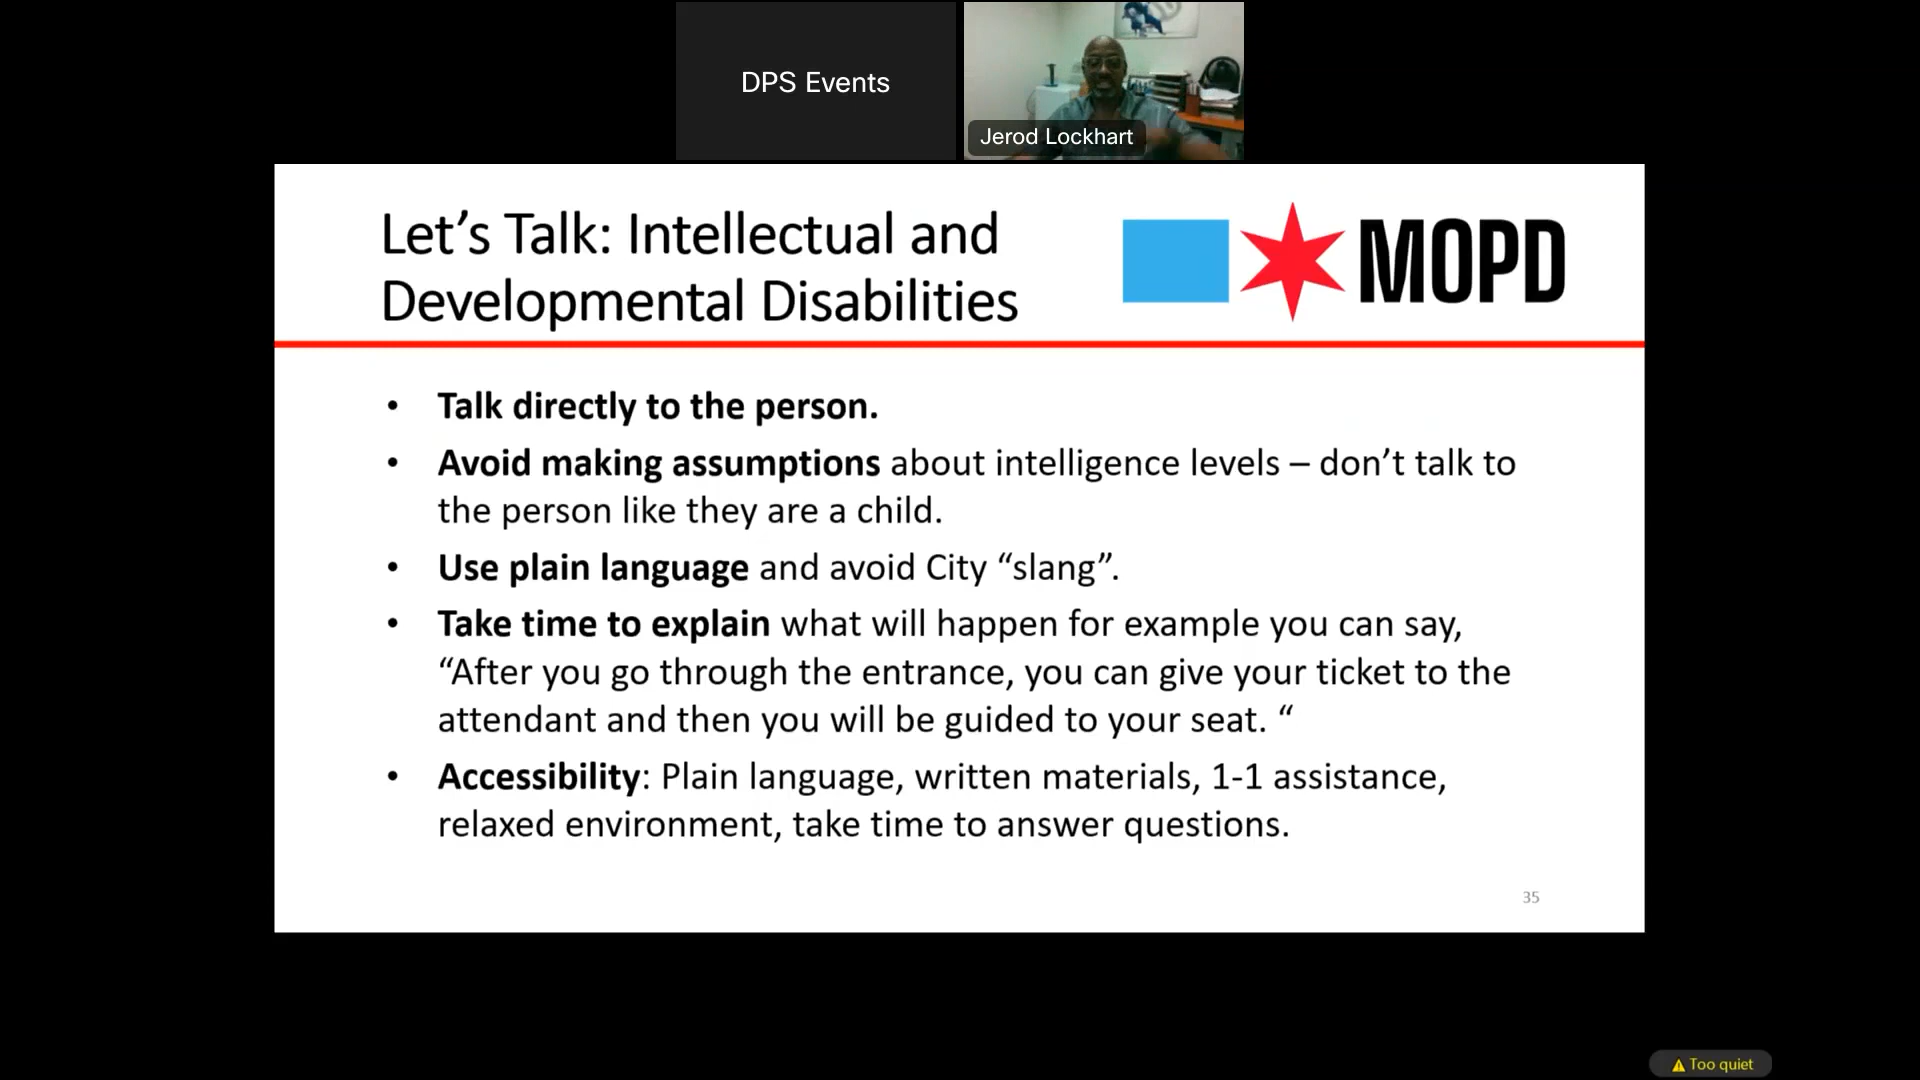 DPS Events
Jerod Lockhart
Let’s Talk: Intellectual and
Developmental Disabilities
MOPD
• Talk directly to the person.
• Avoid making assumptions about intelligence levels – don’t talk to
the person like they are a child.
• Use plain language and avoid City “slang”.
• Take time to explain what will happen for example you can say,
“After you go through the entrance, you can give your ticket to the
attendant and then you will be guided to your seat. “
• Accessibility: Plain language, written materials, 1-1 assistance,
relaxed environment, take time to answer questions.
35
Too quiet